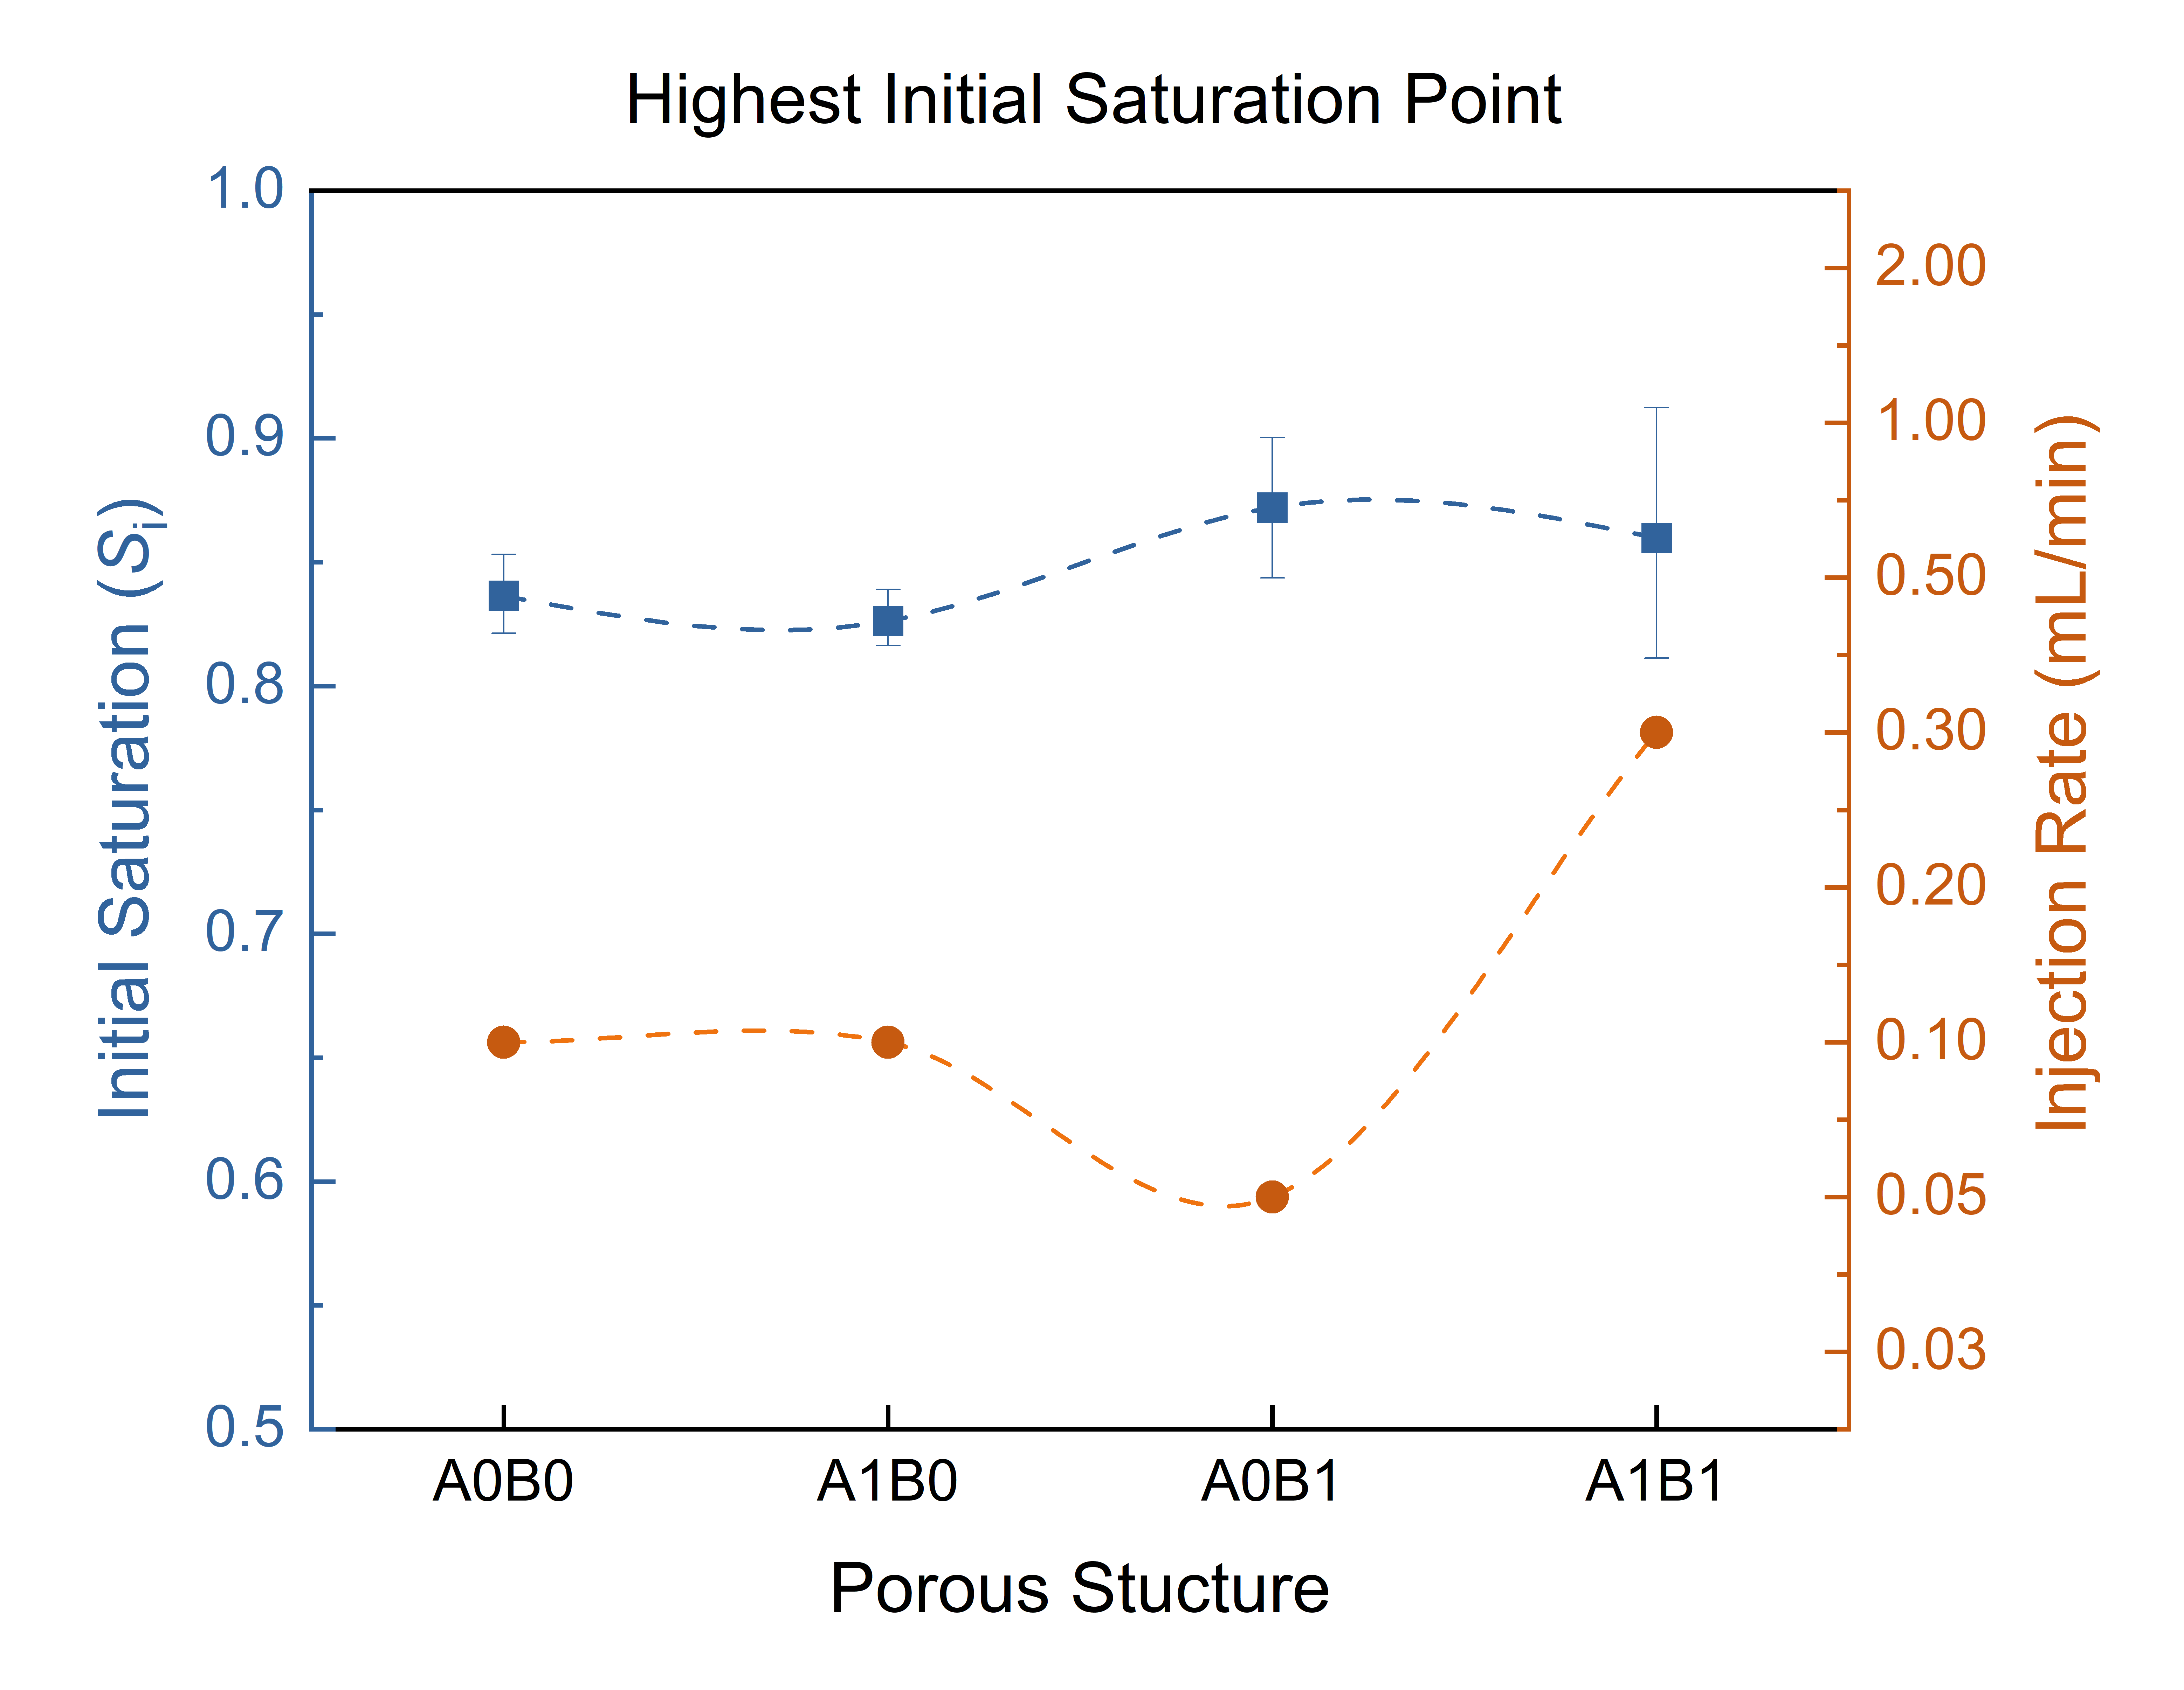 Highest Initial Saturation Point
Initial Saturation (Si)
1.0
0.9
0.8
0.7
0.6
0.5
2.00
1.00
0.50
0.30
0.20
0.10
0.05
0.03
Injection Rate (mL/min)
A0B0 A1B0 A0B1 A1B1
Porous Stucture